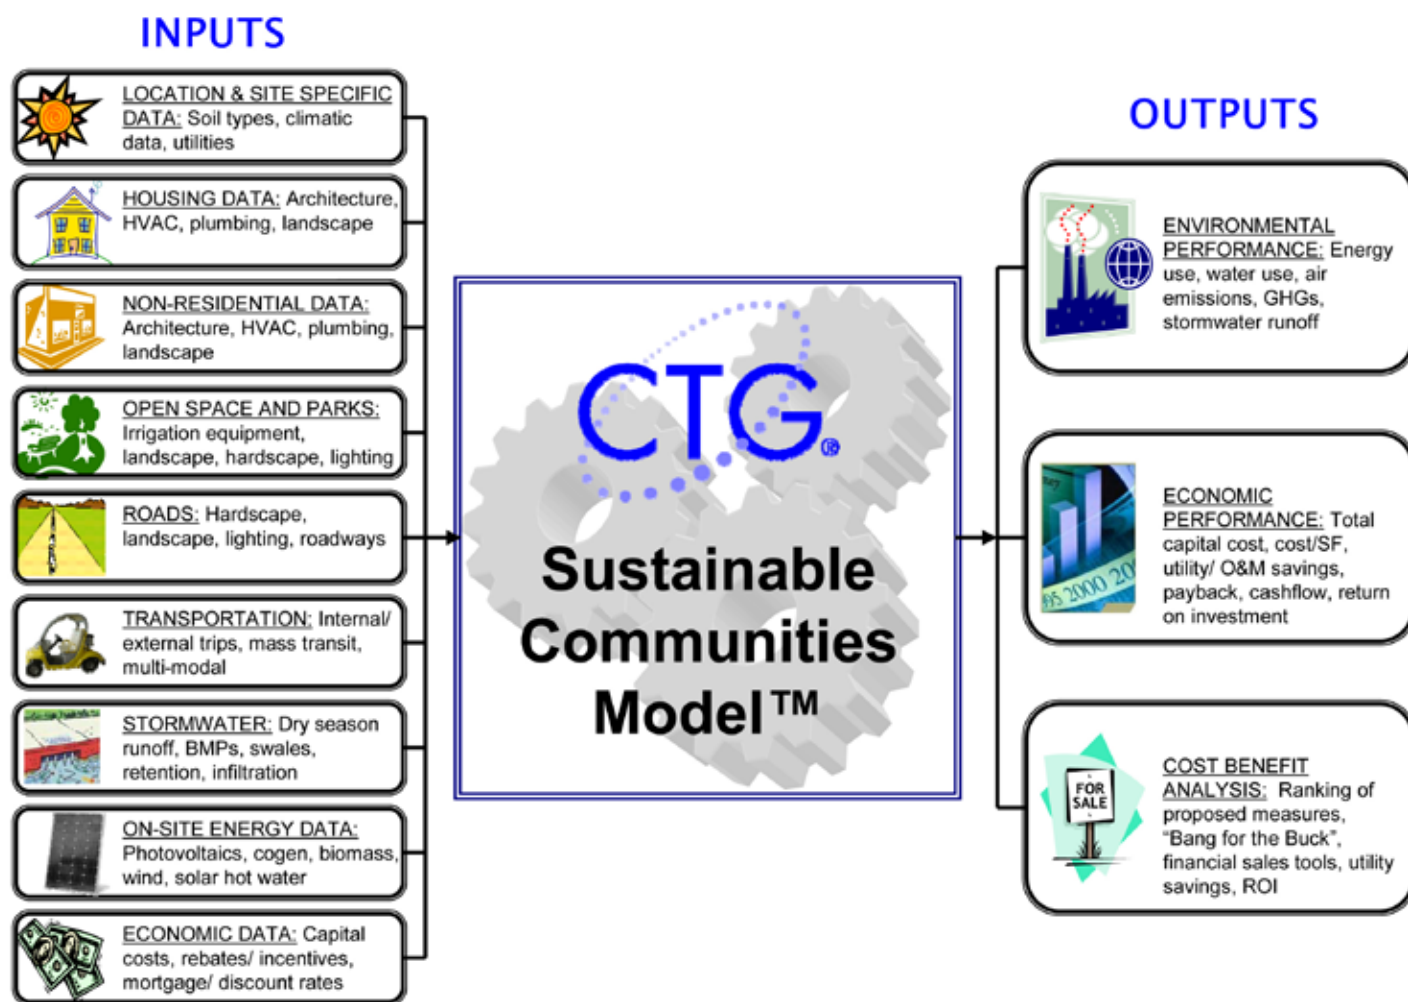 INPUTS
LOCATION & SITE SPECIFIC
DATA: Soil types, climatic
data, utilities
HOUSING DATA: Architecture,
HVAC, plumbing, landscape
NON-RESIDENTIAL DATA:
Architecture, HVAC, plumbing,
landscape
OPEN SPACE AND PARKS:
Irrigation equipment,
landscape, hardscape, lighting
ROADS: Hardscape,
landscape, lighting, roadways
TRANSPORTATION: Internal/
external trips, mass transit,
multi-modal
STORMWATER: Dry season
runoff, BMPs, swales,
retention, infiltration
ON-SITE ENERGY DATA:
Photovoltaics, cogen, biomass,
wind, solar hot water
ECONOMIC DATA: Capital
costs, rebates/ incentives,
mortgage/ discount rates
CTG®
Sustainable
Communities
Model™
OUTPUTS
ENVIRONMENTAL
PERFORMANCE: Energy
use, water use, air
emissions, GHGs,
stormwater runoff
ECONOMIC
PERFORMANCE: Total
capital cost, cost/SF,
utility/ O&M savings,
payback, cashflow, return
on investment
95 2000 20
FOR
SALE
COST BENEFIT
ANALYSIS: Ranking of
proposed measures,
“Bang for the Buck”,
financial sales tools, utility
savings, ROI